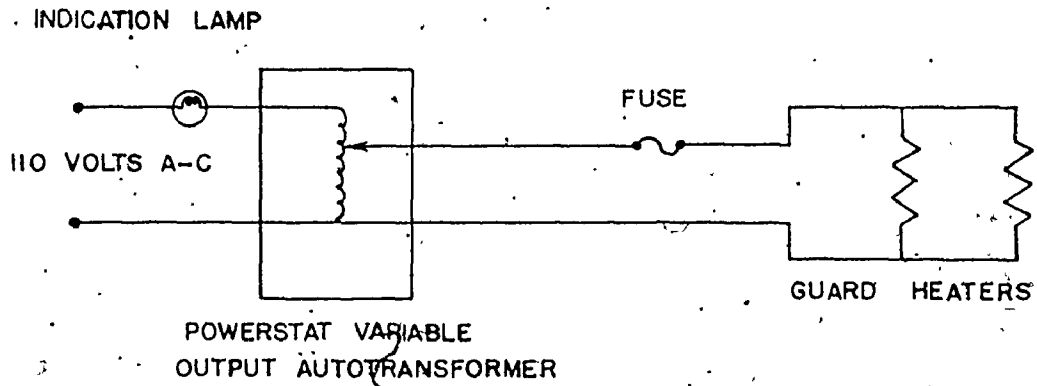 INDICATION LAMP
FUSE
110 VOLTS A-C
GUARD HEATERS
POWERSTAT VARIABLE
OUTPUT AUTOTRANSFORMER